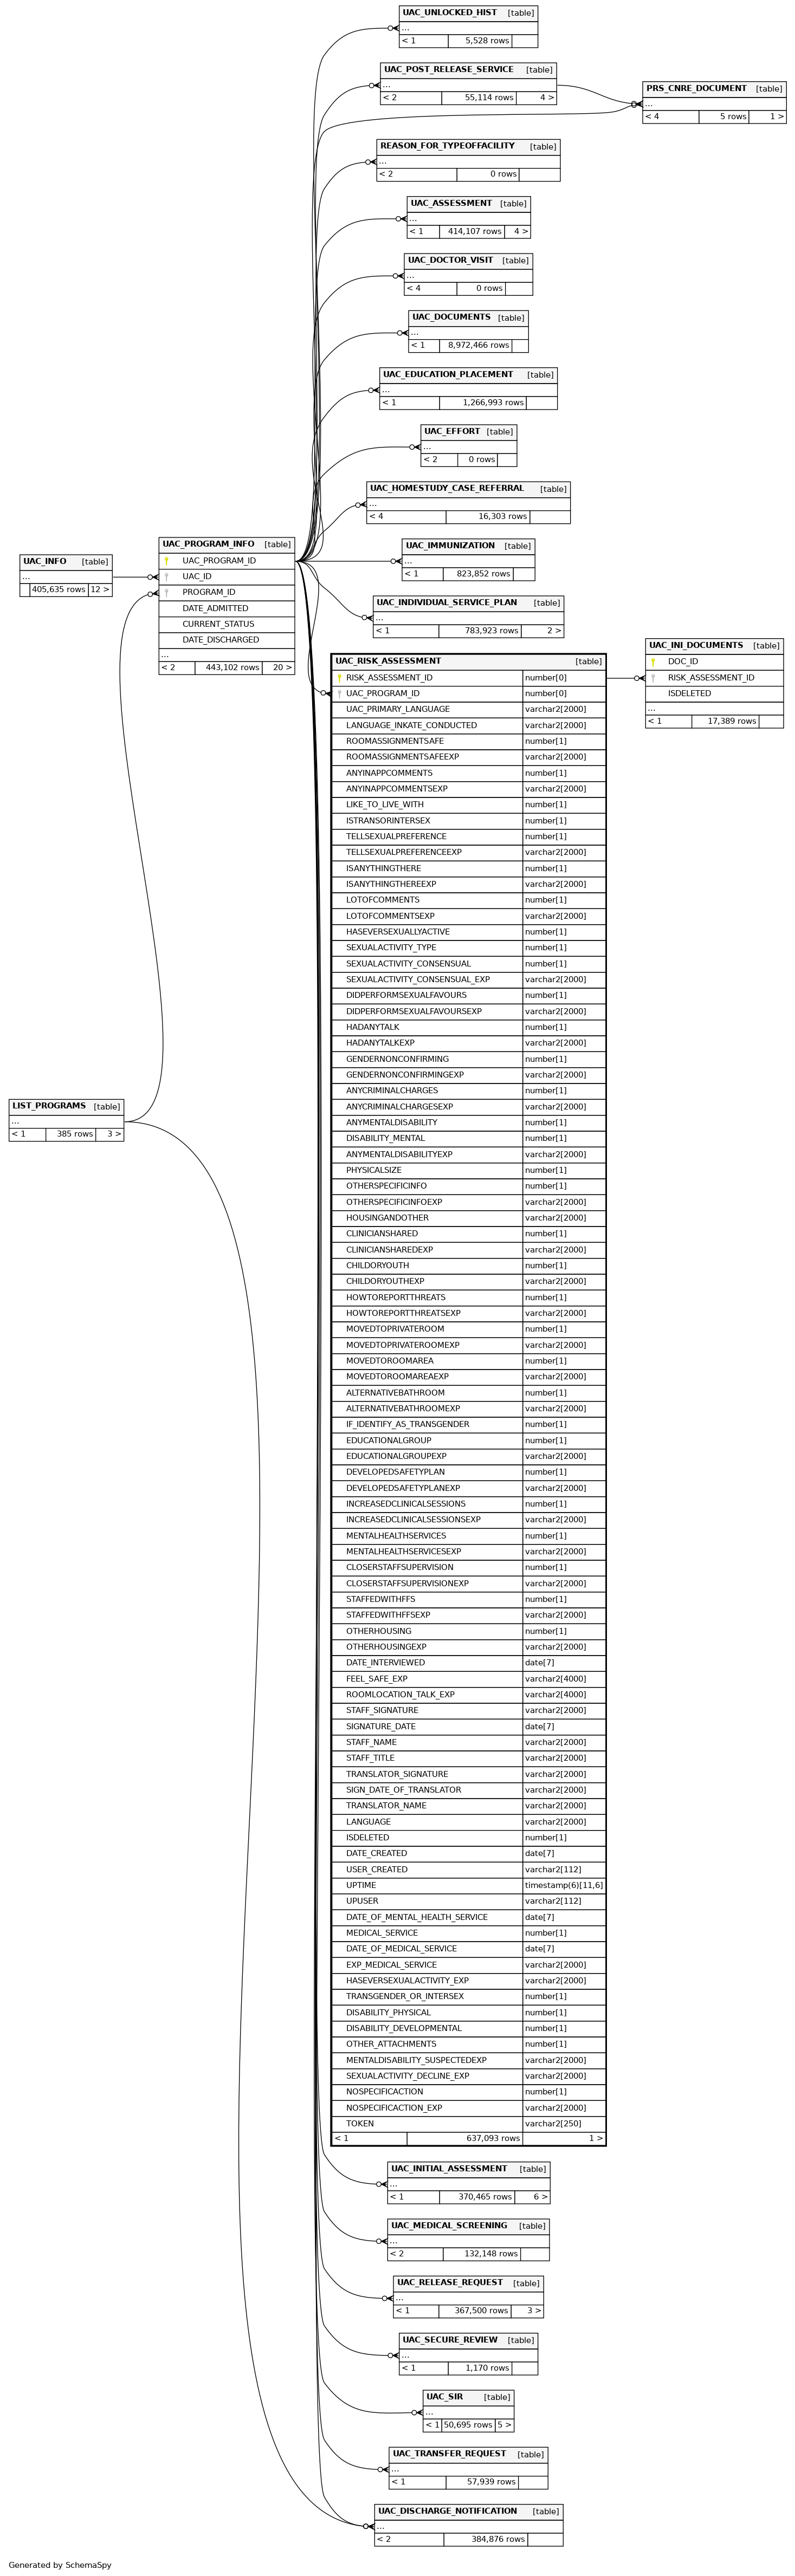 UAC_UNLOCKED_HIST [table]
...
< 1 5,528 rows
UAC_POST_RELEASE_SERVICE [table]
...
< 2 55,114 rows 4 >
PRS_CNRE_DOCUMENT [table]
...
< 4 5 rows 1 >
REASON_FOR_TYPEOFFACILITY [table]
...
< 2 0 rows
UAC_ASSESSMENT [table]
...
< 1 414,107 rows 4 >
UAC_DOCTOR_VISIT [table]
...
< 4 0 rows
UAC_DOCUMENTS [table]
...
< 1 8,972,466 rows
UAC_EDUCATION_PLACEMENT [table]
...
< 1 1,266,993 rows
UAC_EFFORT [table]
...
< 2 0 rows
UAC_HOMESTUDY_CASE_REFERRAL [table]
...
< 4 16,303 rows
UAC_INFO [table]
...
405,635 rows 12 >
UAC_PROGRAM_INFO [table]
UAC_PROGRAM_ID
UAC_ID
PROGRAM_ID
DATE_ADMITTED
CURRENT_STATUS
DATE_DISCHARGED
...
< 2 443,102 rows 20 >
UAC_IMMUNIZATION [table]
...
< 1 823,852 rows
UAC_INDIVIDUAL_SERVICE_PLAN [table]
...
< 1 783,923 rows 2 >
UAC_INI_DOCUMENTS [table]
DOC_ID
RISK_ASSESSMENT_ID
ISDELETED
...
< 1 17,389 rows
UAC_RISK_ASSESSMENT [table]
RISK_ASSESSMENT_ID number[0]
UAC_PROGRAM_ID number[0]
UAC_PRIMARY_LANGUAGE varchar2[2000]
LANGUAGE_INKATE_CONDUCTED varchar2[2000]
ROOMASSIGNMENTSAFE number[1]
ROOMASSIGNMENTSAFEEXP varchar2[2000]
ANYINAPPCOMMENTS number[1]
ANYINAPPCOMMENTSEXP varchar2[2000]
LIKE_TO_LIVE_WITH number[1]
ISTRANSORINTERSEX number[1]
TELLSEXUALPREFERENCE number[1]
TELLSEXUALPREFERENCEEXP varchar2[2000]
ISANYTHINGTHERE number[1]
ISANYTHINGTHEREEXP varchar2[2000]
LOTOFCOMMENTS number[1]
LOTOFCOMMENTSEXP varchar2[2000]
HASEVERSEXUALLYACTIVE number[1]
SEXUALACTIVITY_TYPE number[1]
SEXUALACTIVITY_CONSENSUAL number[1]
SEXUALACTIVITY_CONSENSUAL_EXP varchar2[2000]
DIDPERFORMSEXUALFAVOURS number[1]
DIDPERFORMSEXUALFAVOURSEXP varchar2[2000]
HADANYTALK number[1]
HADANYTALKEXP varchar2[2000]
GENDERNONCONFIRMING number[1]
GENDERNONCONFIRMINGEXP varchar2[2000]
ANYCRIMINALCHARGES number[1]
ANYCRIMINALCHARGESEXP varchar2[2000]
ANYMENTALDISABILITY number[1]
DISABILITY_MENTAL number[1]
ANYMENTALDISABILITYEXP varchar2[2000]
PHYSICALSIZE number[1]
OTHERSPECIFICINFO number[1]
OTHERSPECIFICINFOEXP varchar2[2000]
HOUSINGANDOTHER varchar2[2000]
CLINICIANSHARED number[1]
CLINICIANSHAREDEXP varchar2[2000]
CHILDORYOUTH number[1]
CHILDORYOUTHEXP varchar2[2000]
HOWTOREPORTTHREATS number[1]
HOWTOREPORTTHREATSEXP varchar2[2000]
MOVEDTOPRIVATEROOM number[1]
MOVEDTOPRIVATEROOMEXP varchar2[2000]
MOVEDTOROOMAREA number[1]
MOVEDTOROOMAREAEXP varchar2[2000]
ALTERNATIVEBATHROOM number[1]
ALTERNATIVEBATHROOMEXP varchar2[2000]
IF_IDENTIFY_AS_TRANSGENDER number[1]
EDUCATIONALGROUP number[1]
EDUCATIONALGROUPEXP varchar2[2000]
DEVELOPEDSAFETYPLAN number[1]
DEVELOPEDSAFETYPLANEXP varchar2[2000]
INCREASEDCLINICALSESSIONS number[1]
INCREASEDCLINICALSESSIONSEXP varchar2[2000]
MENTALHEALTHSERVICES number[1]
MENTALHEALTHSERVICESEXP varchar2[2000]
CLOSERSTAFFSUPERVISION number[1]
CLOSERSTAFFSUPERVISIONEXP varchar2[2000]
STAFFEDWITHFFS number[1]
STAFFEDWITHFFSEXP varchar2[2000]
OTHERHOUSING number[1]
OTHERHOUSINGEXP varchar2[2000]
DATE_INTERVIEWED date[7]
FEEL_SAFE_EXP varchar2[4000]
ROOMLOCATION_TALK_EXP varchar2[4000]
STAFF_SIGNATURE varchar2[2000]
SIGNATURE_DATE date[7]
STAFF_NAME varchar2[2000]
STAFF_TITLE varchar2[2000]
TRANSLATOR_SIGNATURE varchar2[2000]
SIGN_DATE_OF_TRANSLATOR varchar2[2000]
TRANSLATOR_NAME varchar2[2000]
LANGUAGE varchar2[2000]
ISDELETED number[1]
DATE_CREATED date[7]
USER_CREATED varchar2[112]
UPTIME timestamp(6)[11,6]
UPUSER varchar2[112]
DATE_OF_MENTAL_HEALTH_SERVICE date[7]
MEDICAL_SERVICE number[1]
DATE_OF_MEDICAL_SERVICE date[7]
EXP_MEDICAL_SERVICE varchar2[2000]
HASEVERSEXUALACTIVITY_EXP varchar2[2000]
TRANSGENDER_OR_INTERSEX number[1]
DISABILITY_PHYSICAL number[1]
DISABILITY_DEVELOPMENTAL number[1]
OTHER_ATTACHMENTS number[1]
MENTALDISABILITY_SUSPECTEDEXP varchar2[2000]
SEXUALACTIVITY_DECLINE_EXP varchar2[2000]
NOSPECIFICACTION number[1]
NOSPECIFICACTION_EXP varchar2[2000]
TOKEN varchar2[250]
< 1 637,093 rows 1 >
LIST_PROGRAMS [table]
...
< 1 385 rows 3 >
UAC_INITIAL_ASSESSMENT [table]
...
< 1 370,465 rows 6 >
UAC_MEDICAL_SCREENING [table]
...
< 2 132,148 rows
UAC_RELEASE_REQUEST [table]
...
< 1 367,500 rows 3 >
UAC_SECURE_REVIEW [table]
...
< 1 1,170 rows
UAC_SIR [table]
...
< 1 50,695 rows 5 >
UAC_TRANSFER_REQUEST [table]
...
< 1 57,939 rows
UAC_DISCHARGE_NOTIFICATION [table]
...
< 2 384,876 rows
Generated by SchemaSpy